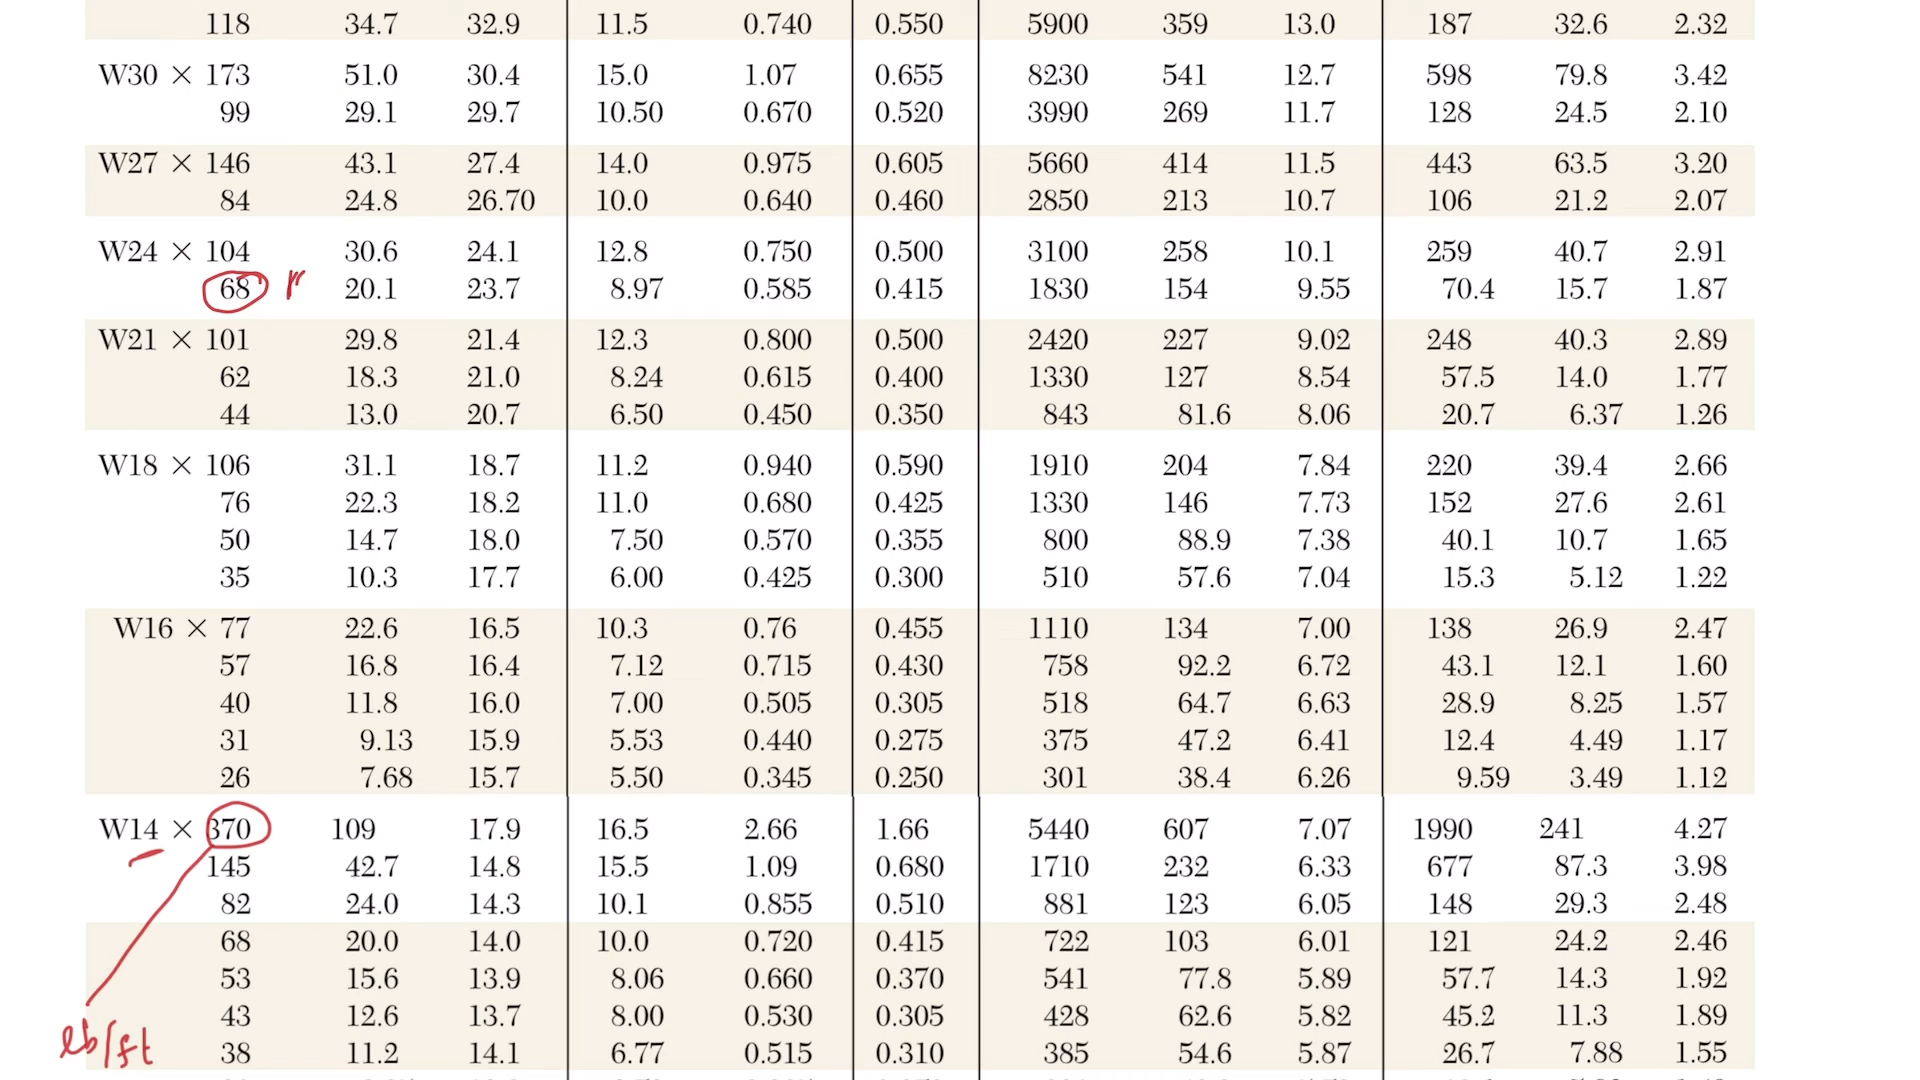 118 34.7 32.9 11.5 0.740 0.550 5900 359 13.0 187 32.6 2.32
W30 × 173 51.0 30.4 15.0 1.07 0.655 8230 541 12.7 598 79.8 3.42
99 29.1 29.7 10.50 0.670 0.520 3990 269 11.7 128 24.5 2.10
W27 × 146 43.1 27.4 14.0 0.975 0.605 5660 414 11.5 443 63.5 3.20
84 24.8 26.70 10.0 0.640 0.460 2850 213 10.7 106 21.2 2.07
W24 × 104 30.6 24.1 12.8 0.750 0.500 3100 258 10.1 259 40.7 2.91
68 20.1 23.7 8.97 0.585 0.415 1830 154 9.55 70.4 15.7 1.87
W21 × 101 29.8 21.4 12.3 0.800 0.500 2420 227 9.02 248 40.3 2.89
62 18.3 21.0 8.24 0.615 0.400 1330 127 8.54 57.5 14.0 1.77
44 13.0 20.7 6.50 0.450 0.350 843 81.6 8.06 20.7 6.37 1.26
W18 × 106 31.1 18.7 11.2 0.940 0.590 1910 204 7.84 220 39.4 2.66
76 22.3 18.2 11.0 0.680 0.425 1330 146 7.73 152 27.6 2.61
50 14.7 18.0 7.50 0.570 0.355 800 88.9 7.38 40.1 10.7 1.65
35 10.3 17.7 6.00 0.425 0.300 510 57.6 7.04 15.3 5.12 1.22
W16 × 77 22.6 16.5 10.3 0.76 0.455 1110 134 7.00 138 26.9 2.47
57 16.8 16.4 7.12 0.715 0.430 758 92.2 6.72 43.1 12.1 1.60
40 11.8 16.0 7.00 0.505 0.305 518 64.7 6.63 28.9 8.25 1.57
31 9.13 15.9 5.53 0.440 0.275 375 47.2 6.41 12.4 4.49 1.17
26 7.68 15.7 5.50 0.345 0.250 301 38.4 6.26 9.59 3.49 1.12
W14 × 370 109 17.9 16.5 2.66 1.66 5440 607 7.07 1990 241 4.27
145 42.7 14.8 15.5 1.09 0.680 1710 232 6.33 677 87.3 3.98
82 24.0 14.3 10.1 0.855 0.510 881 123 6.05 148 29.3 2.48
68 20.0 14.0 10.0 0.720 0.415 722 103 6.01 121 24.2 2.46
53 15.6 13.9 8.06 0.660 0.370 541 77.8 5.89 57.7 14.3 1.92
43 12.6 13.7 8.00 0.530 0.305 428 62.6 5.82 45.2 11.3 1.89
lb/ft
38 11.2 14.1 6.77 0.515 0.310 385 54.6 5.87 26.7 7.88 1.55